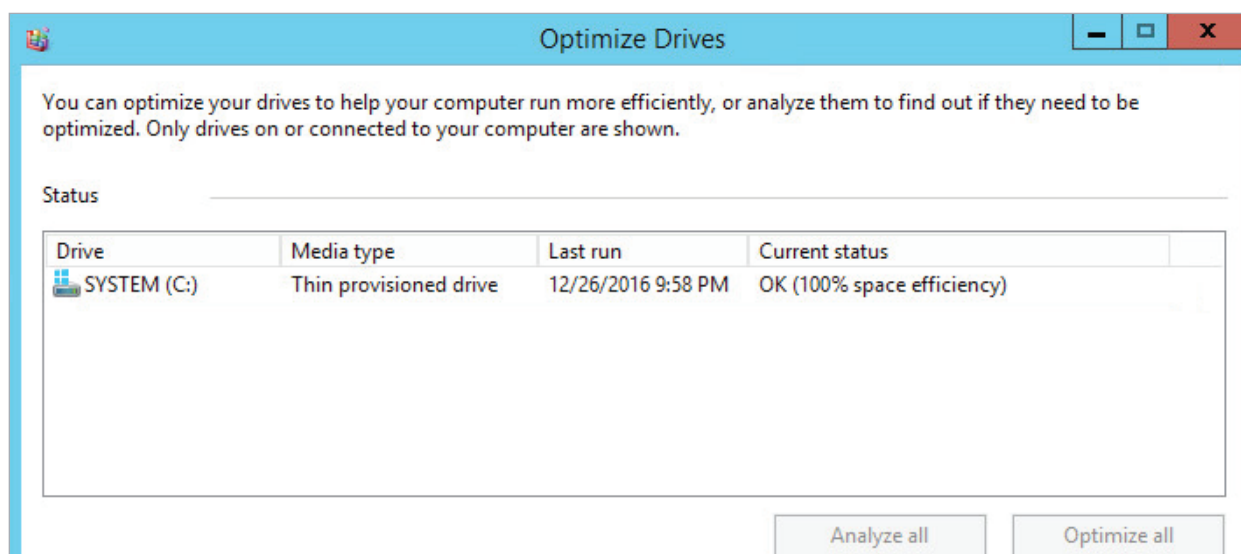 Optimize Drives
You can optimize your drives to help your computer run more efficiently, or analyze them to find out if they need to be
optimized. Only drives on or connected to your computer are shown.
Status
Drive Media type Last run Current status
SYSTEM (C:) Thin provisioned drive 12/26/2016 9:58 PM OK (100% space efficiency)
Analyze all Optimize all